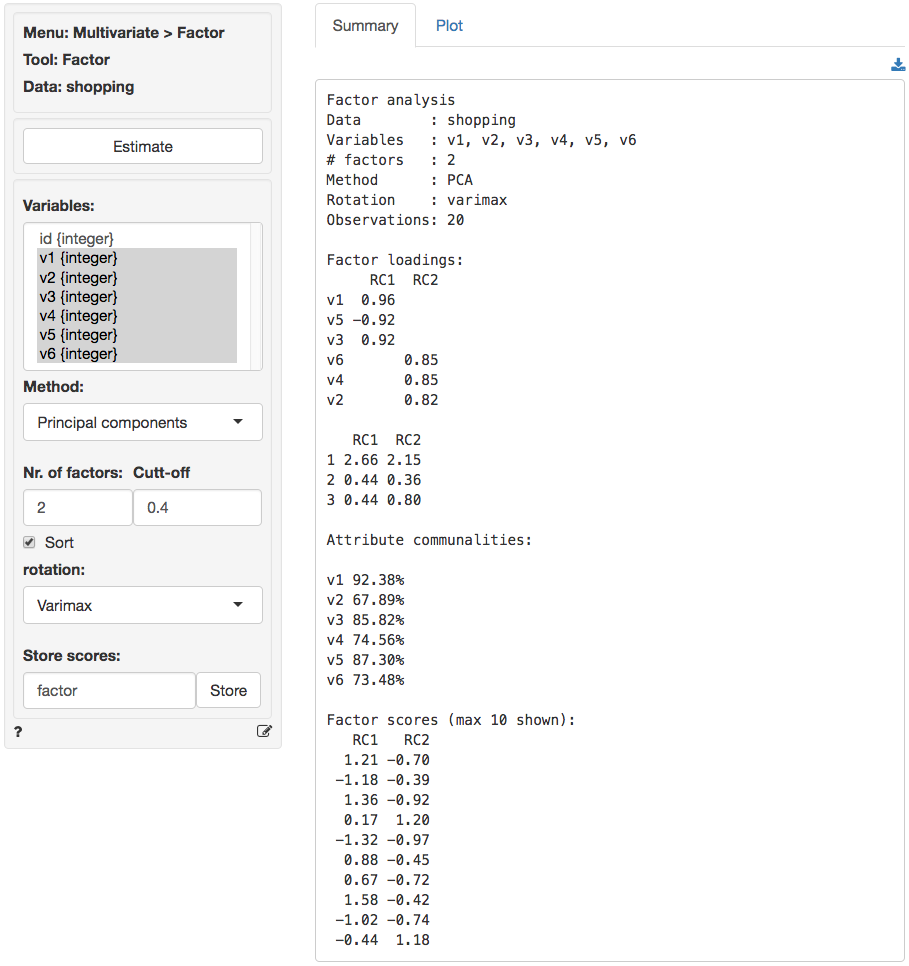 Menu: Multivariate > Factor
Tool: Factor
Data: shopping
Estimate
Variables:
id {integer}
v1 {integer}
v2 {integer}
v3 {integer}
v4 {integer}
v5 {integer}
v6 {integer}
Method:
Principal components
Nr. of factors: Cutt-off
2 0.4
Sort
rotation:
Varimax
Store scores:
factor Store
?
Summary Plot
Factor analysis
Data : shopping
Variables : v1, v2, v3, v4, v5, v6
# factors : 2
Method : PCA
Rotation : varimax
Observations: 20
Factor loadings:
RC1 RC2
v1 0.96
v5 −0.92
v3 0.92
v6 0.85
v4 0.85
v2 0.82
RC1 RC2
1 2.66 2.15
2 0.44 0.36
3 0.44 0.80
Attribute communalities:
v1 92.38%
v2 67.89%
v3 85.82%
v4 74.56%
v5 87.30%
v6 73.48%
Factor scores (max 10 shown):
RC1 RC2
1.21 −0.70
−1.18 −0.39
1.36 −0.92
0.17 1.20
−1.32 −0.97
0.88 −0.45
0.67 −0.72
1.58 −0.42
−1.02 −0.74
−0.44 1.18